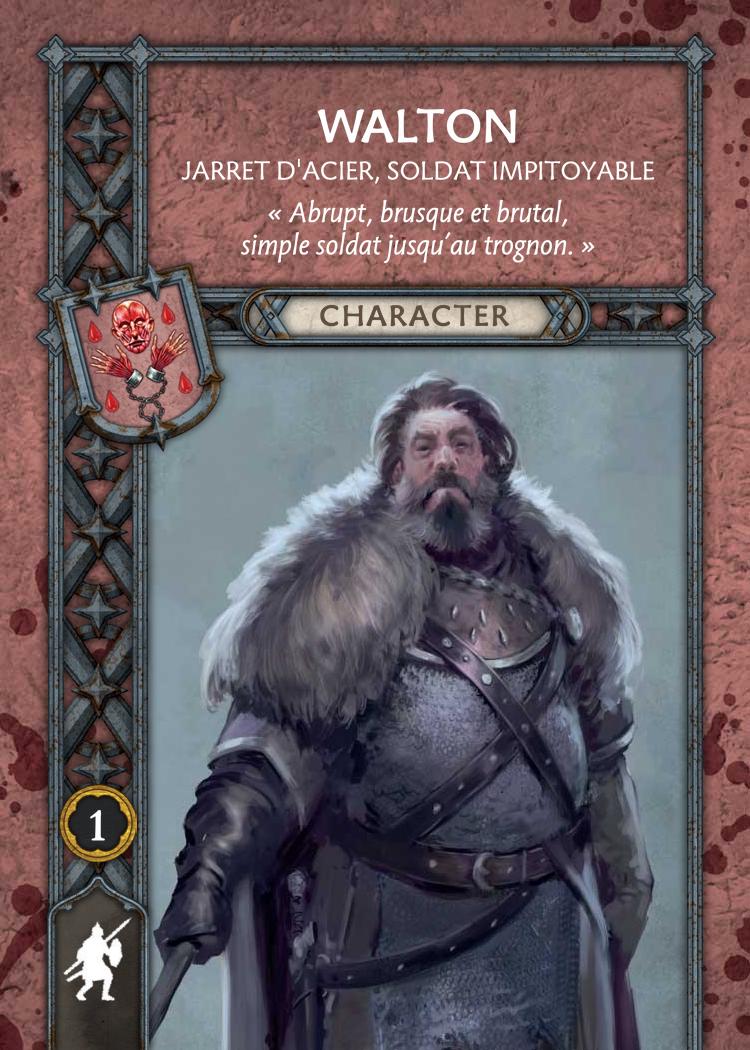 WALTON
JARRET D'ACIER, SOLDAT IMPITOYABLE
« Abrupt, brusque et brutal,
simple soldat jusqu'au trognon. »
CHARACTER
1